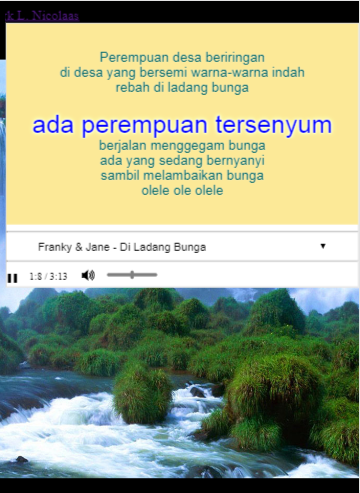 k L. Nicolaas
Perempuan desa beriringan
di desa yang bersemi warna-warna indah
rebah di ladang bunga
ada perempuan tersenyum
berjalan menggegam bunga
ada yang sedang bernyanyi
sambil melambaikan bunga
olele ole olele
Franky & Jane - Di Ladang Bunga
1:8 / 3:13